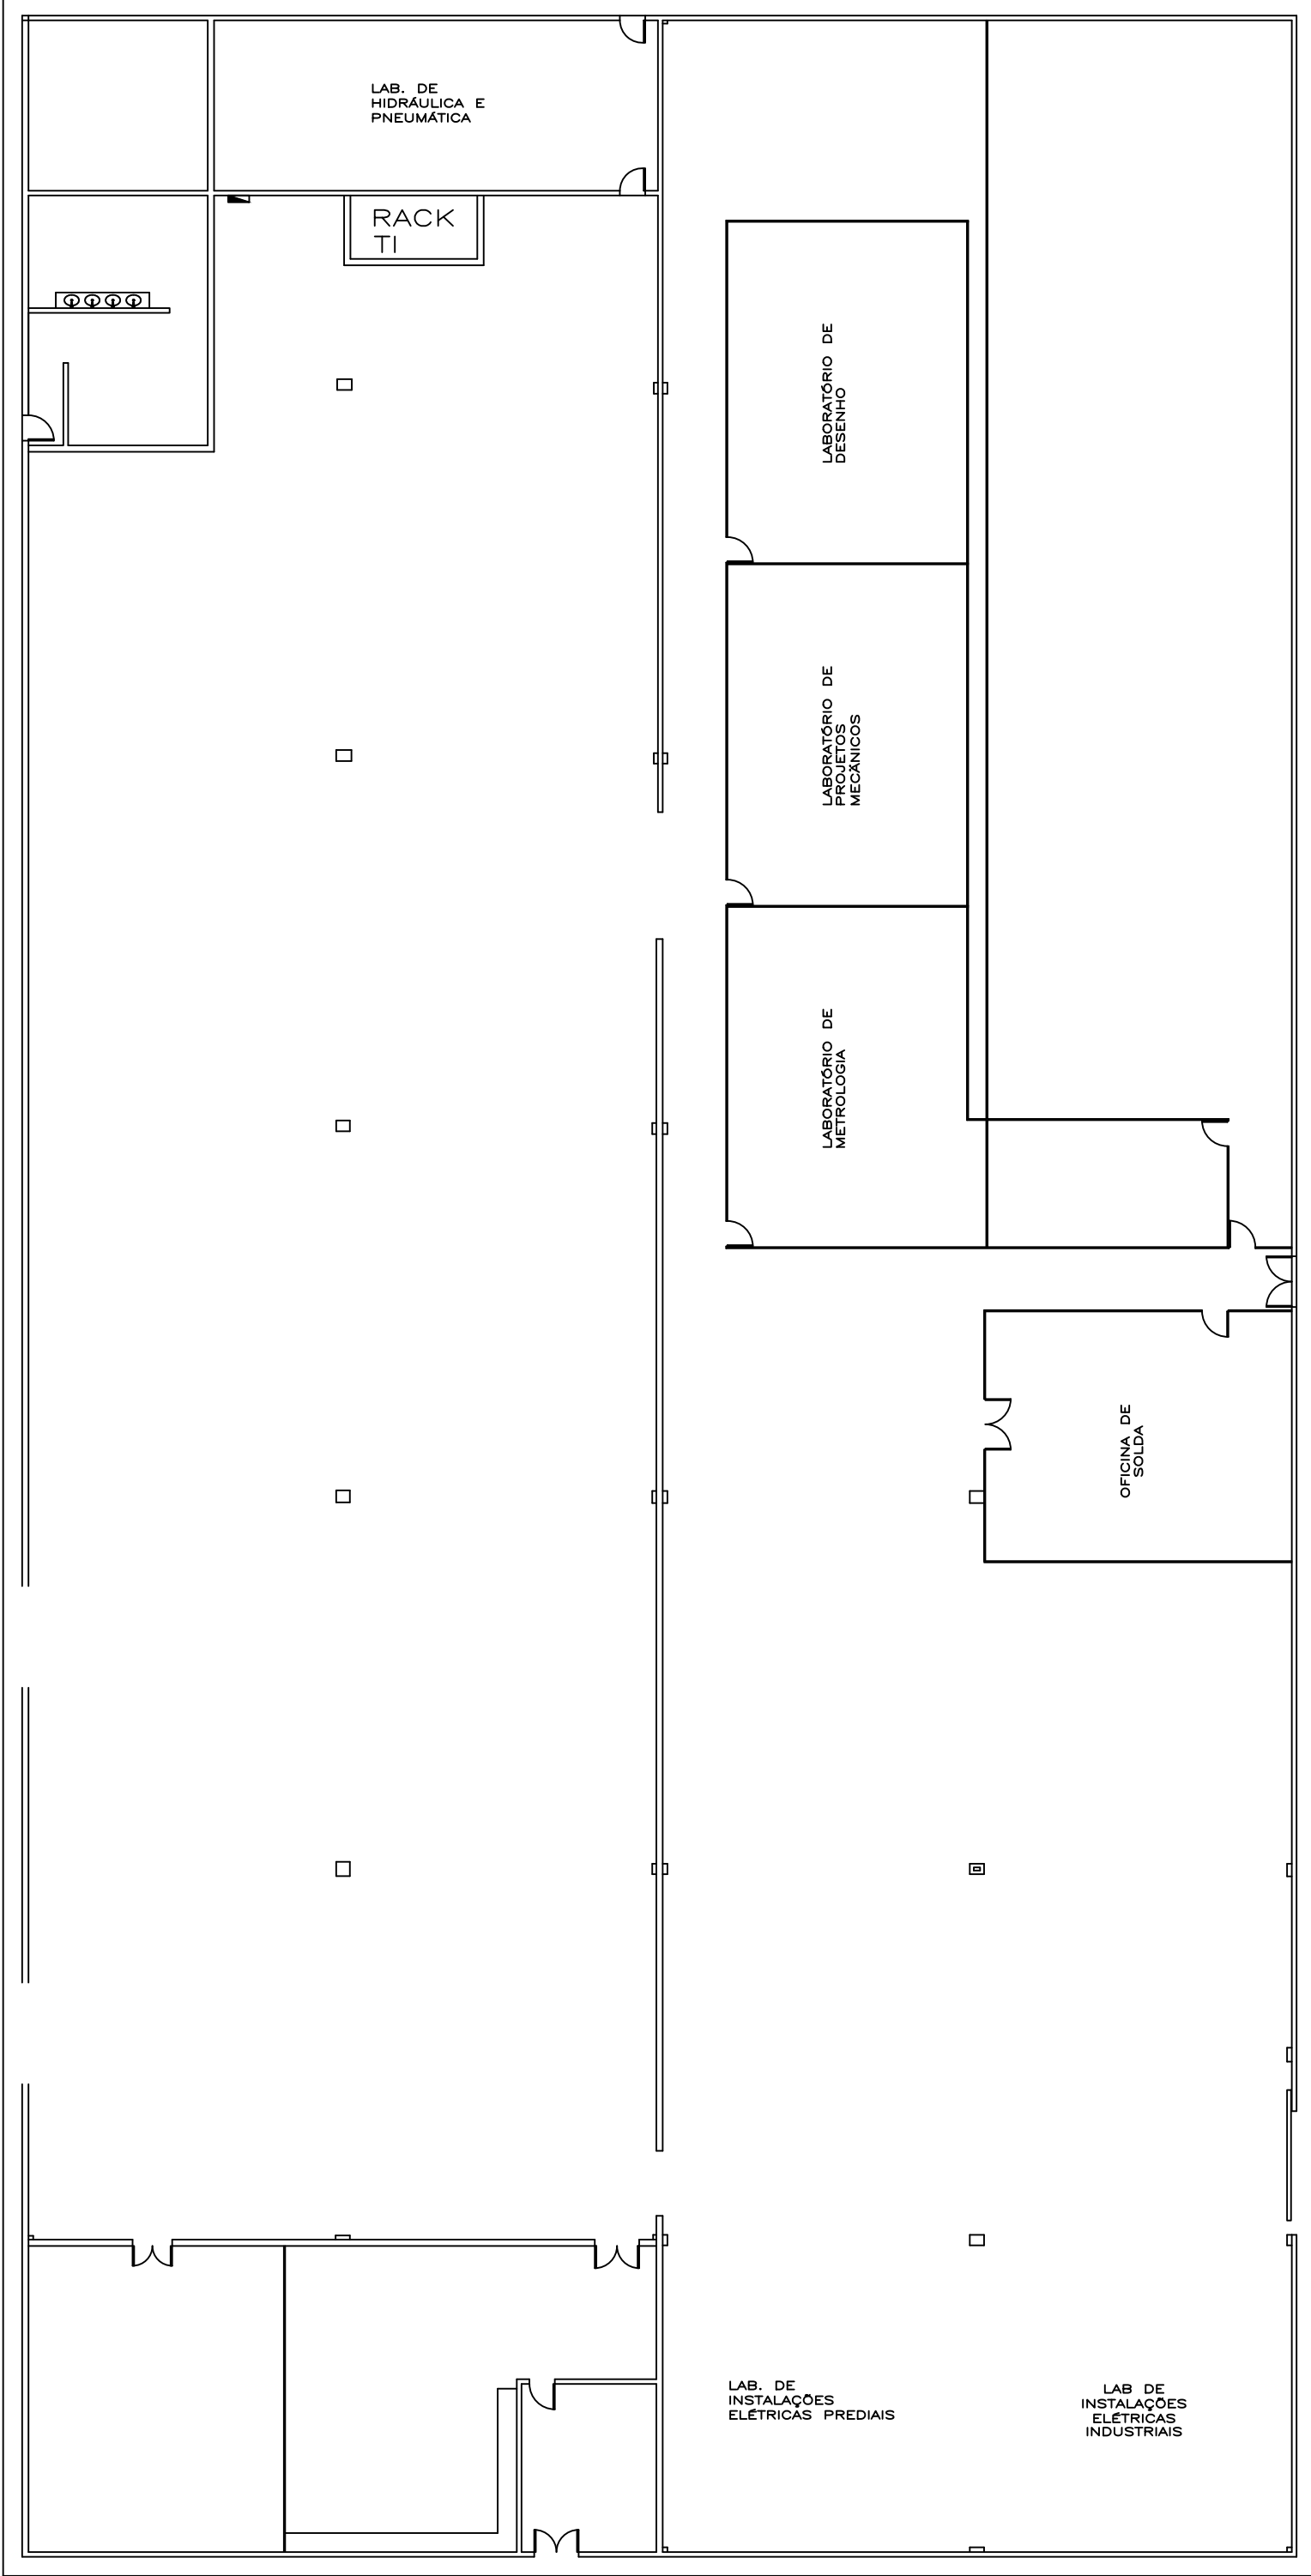 LAB. DE
HIDRÁULICA E
PNEUMÁTICA
RACK
TI
LABORATÓRIO DE
DESENHO
LABORATÓRIO DE
PROJETOS
MECÂNICOS
LABORATÓRIO DE
METROLOGIA
OFICINA DE
SOLDA
LAB. DE
INSTALAÇÕES
ELÉTRICAS PREDIAIS
LAB DE
INSTALAÇÕES
ELÉTRICAS
INDUSTRIAIS